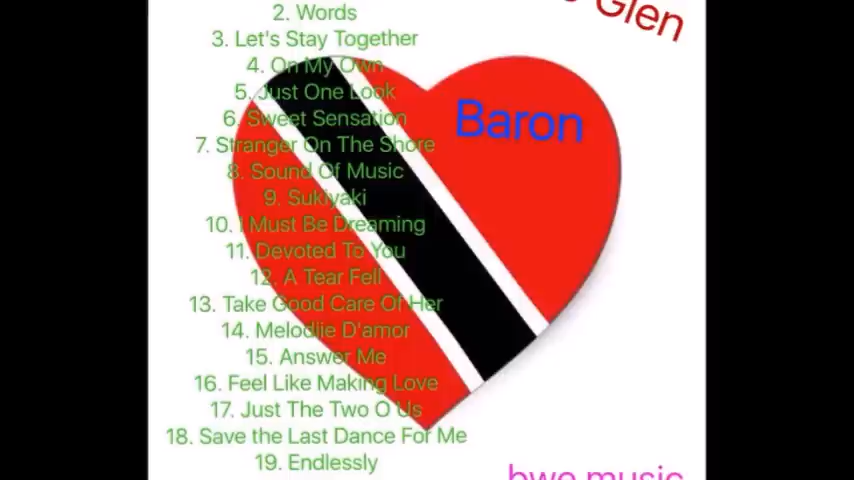 Glen
2. Words
3. Let's Stay Together
4. On My Own
5. Just One Look
6. Sweet Sensation
Baron
7. Stranger On The Shore
8. Sound Of Music
9. Sukiyaki
10. I Must Be Dreaming
11. Devoted To You
12. A Tear Fell
13. Take Good Care Of Her
14. Melodjie D'amor
15. Answer Me
16. Feel Like Making Love
17. Just The Two O Us
18. Save the Last Dance For Me
19. Endlessly
music